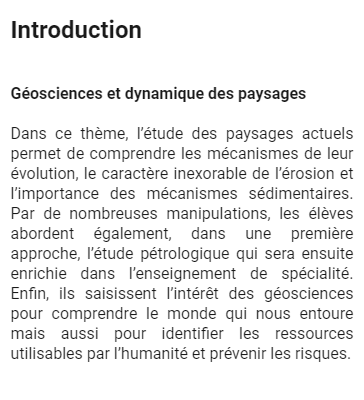 Introduction
Géosciences et dynamique des paysages
Dans ce thème, l’étude des paysages actuels
permet de comprendre les mécanismes de leur
évolution, le caractère inexorable de l’érosion et
l’importance des mécanismes sédimentaires.
Par de nombreuses manipulations, les élèves
abordent également, dans une première
approche, l’étude pétrologique qui sera ensuite
enrichie dans l’enseignement de spécialité.
Enfin, ils saisissent l’intérêt des géosciences
pour comprendre le monde qui nous entoure
mais aussi pour identifier les ressources
utilisables par l’humanité et prévenir les risques.